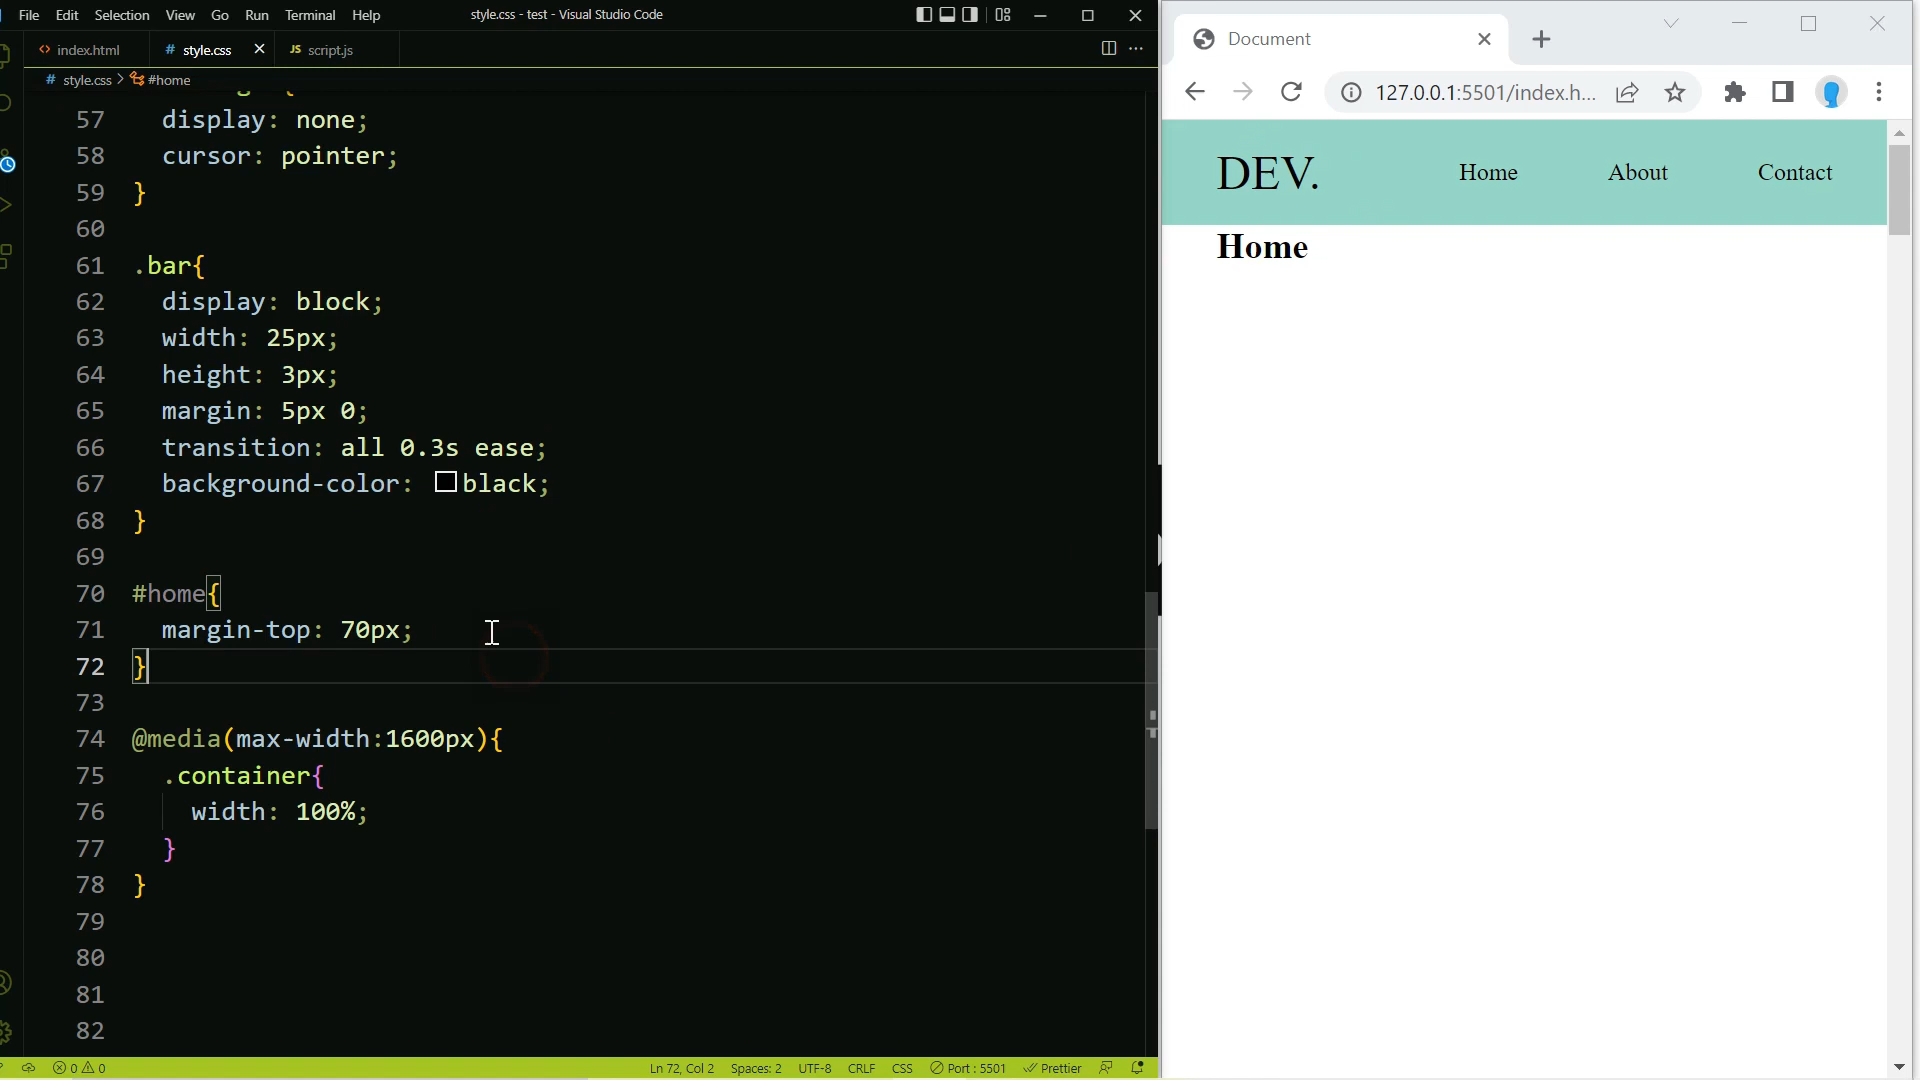 File Edit Selection View Go Run Terminal Help style.css - test - Visual Studio Code
index.html # style.css JS script.js
# style.css > #home
57 display: none;
58 cursor: pointer;
59 }
60
61 .bar{
62 display: block;
63 width: 25px;
64 height: 3px;
65 margin: 5px 0;
66 transition: all 0.3s ease;
67 background-color: black;
68 }
69
70 #home{
71 margin-top: 70px;
72 }
73
74 @media(max-width:1600px){
75 .container{
76 width: 100%;
77 }
78 }
79
80
81
82
0 0 Ln 72, Col 2 Spaces: 2 UTF-8 CRLF CSS Port : 5501 Prettier
Document
127.0.0.1:5501/index.h...
DEV. Home About Contact
Home